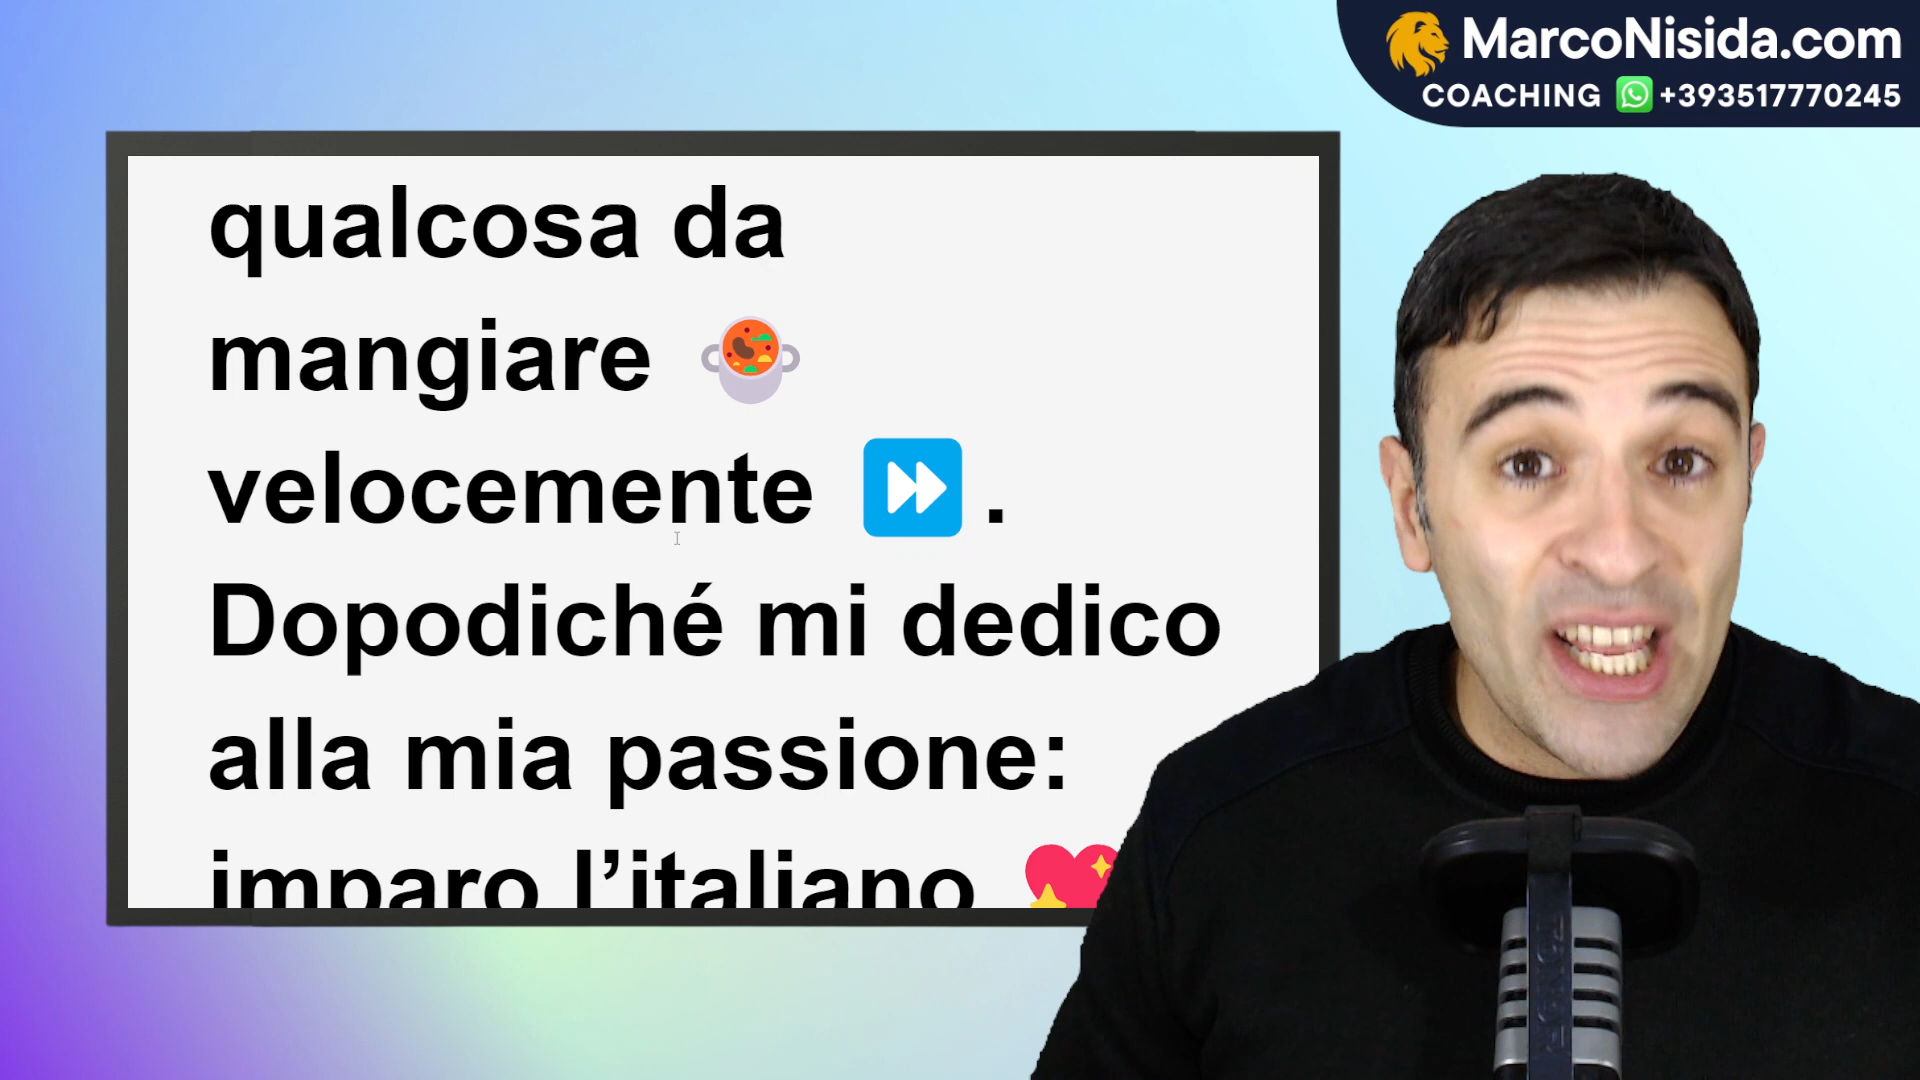 MarcoNisida.com
COACHING +393517770245
qualcosa da
mangiare
velocemente .
Dopodiché mi dedico
alla mia passione:
imparo l’italiano